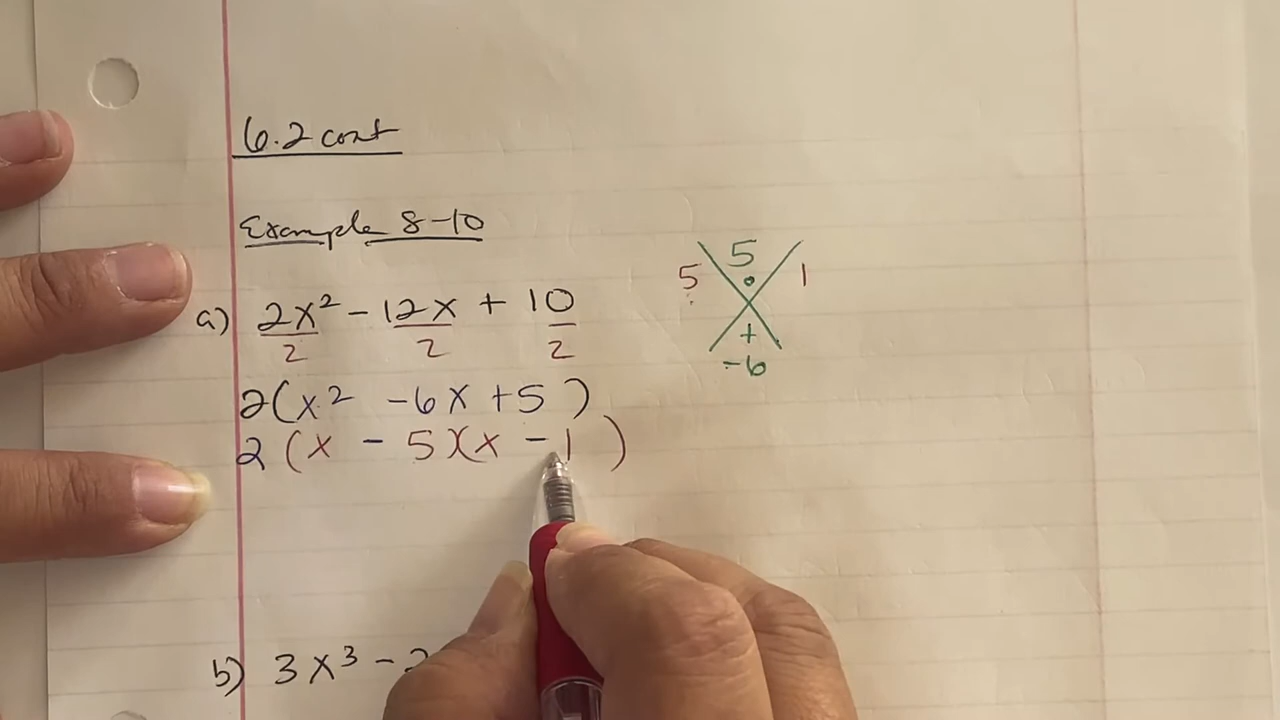 6.2 cont
Example 8-10
a) 2x² - 12x + 10
2 2 2
2(x² - 6x + 5)
2(x - 5)(x - 1)
5
5 • 1
+
-6
b) 3x³ -